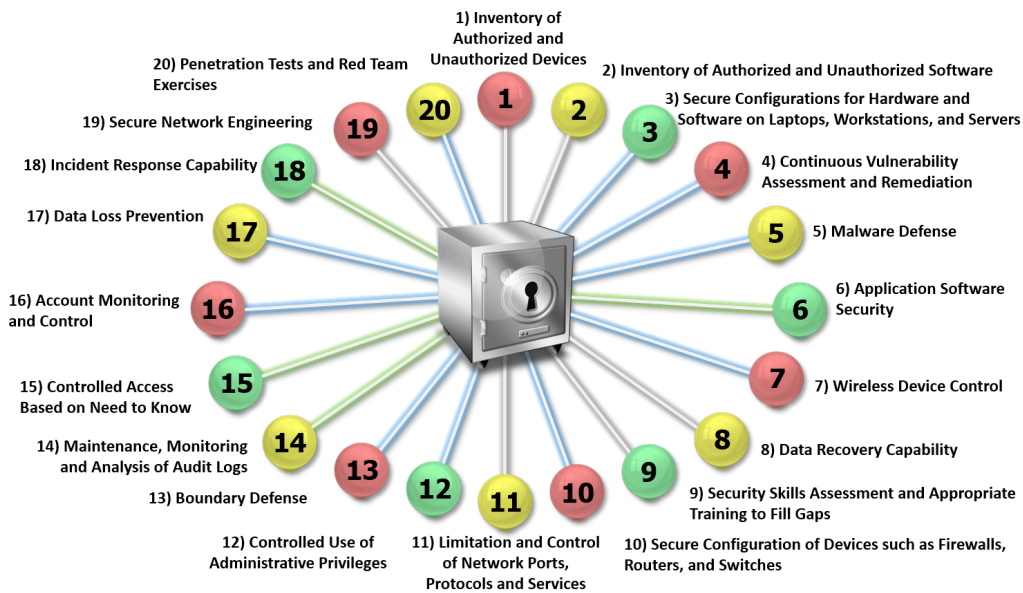 1) Inventory of
Authorized and
Unauthorized Devices
2) Inventory of Authorized and Unauthorized Software
3) Secure Configurations for Hardware and
Software on Laptops, Workstations, and Servers
4) Continuous Vulnerability
Assessment and Remediation
5) Malware Defense
6) Application Software
Security
7) Wireless Device Control
8) Data Recovery Capability
9) Security Skills Assessment and Appropriate
Training to Fill Gaps
10) Secure Configuration of Devices such as Firewalls,
Routers, and Switches
11) Limitation and Control
of Network Ports,
Protocols and Services
12) Controlled Use of
Administrative Privileges
13) Boundary Defense
14) Maintenance, Monitoring
and Analysis of Audit Logs
15) Controlled Access
Based on Need to Know
16) Account Monitoring
and Control
17) Data Loss Prevention
18) Incident Response Capability
19) Secure Network Engineering
20) Penetration Tests and Red Team
Exercises
1
2
3
4
5
6
7
8
9
10
11
12
13
14
15
16
17
18
19
20